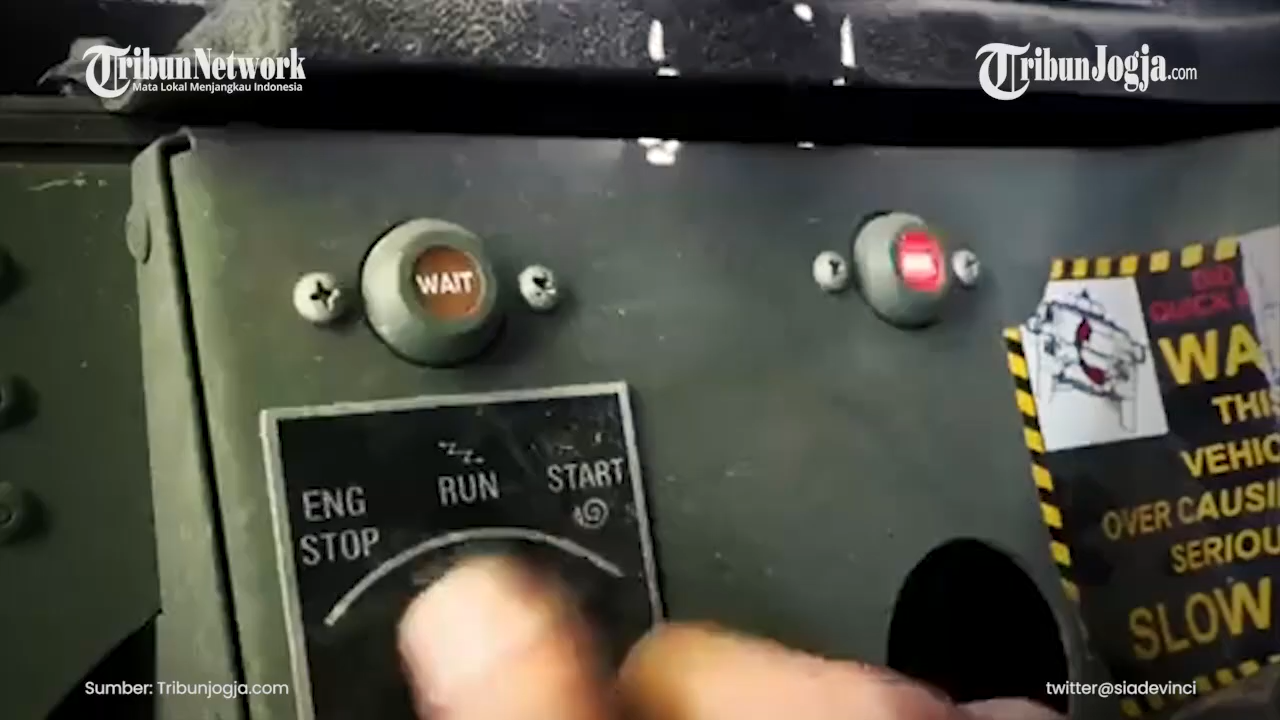 TribunNetwork
Mata Lokal Menjangkau Indonesia
TribunJogja.com
WAIT
ENG
STOP
RUN
START
QUICK
WA
THIS
VEHIC
OVER CAUSI
SERIOU
SLOW
Sumber: Tribunjogja.com
twitter@siadevinci